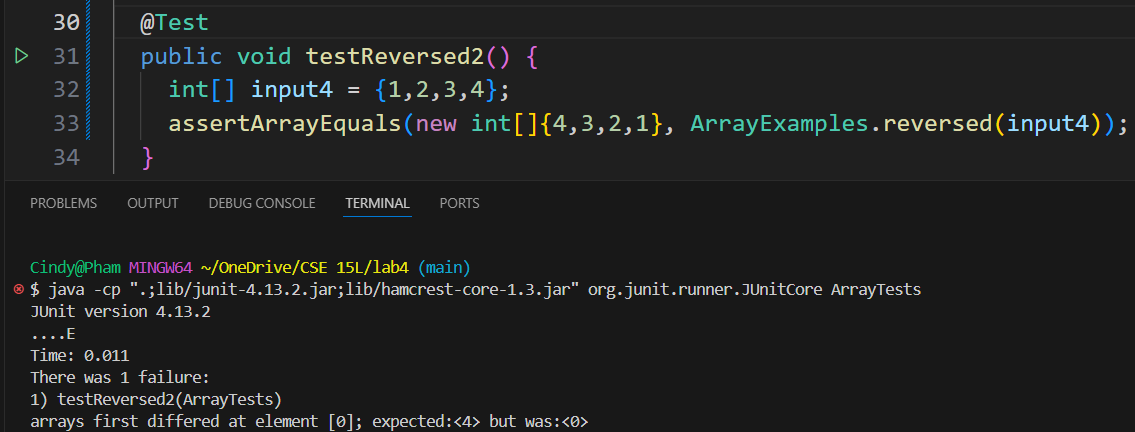 30 @Test
31 public void testReversed2() {
32 int[] input4 = {1,2,3,4};
33 assertArrayEquals(new int[]{4,3,2,1}, ArrayExamples.reversed(input4));
34 }
PROBLEMS OUTPUT DEBUG CONSOLE TERMINAL PORTS
Cindy@Pham MINGW64 ~/OneDrive/CSE 15L/lab4 (main)
$ java -cp ".;lib/junit-4.13.2.jar;lib/hamcrest-core-1.3.jar" org.junit.runner.JUnitCore ArrayTests
JUnit version 4.13.2
....E
Time: 0.011
There was 1 failure:
1) testReversed2(ArrayTests)
arrays first differed at element [0]; expected:<4> but was:<0>